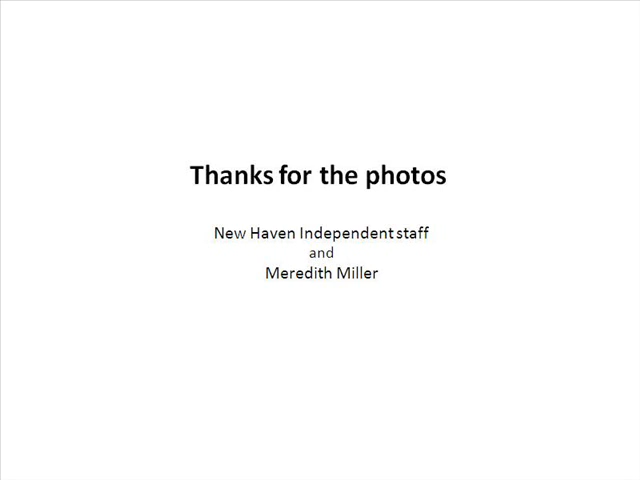 Thanks for the photos
New Haven Independent staff
and
Meredith Miller